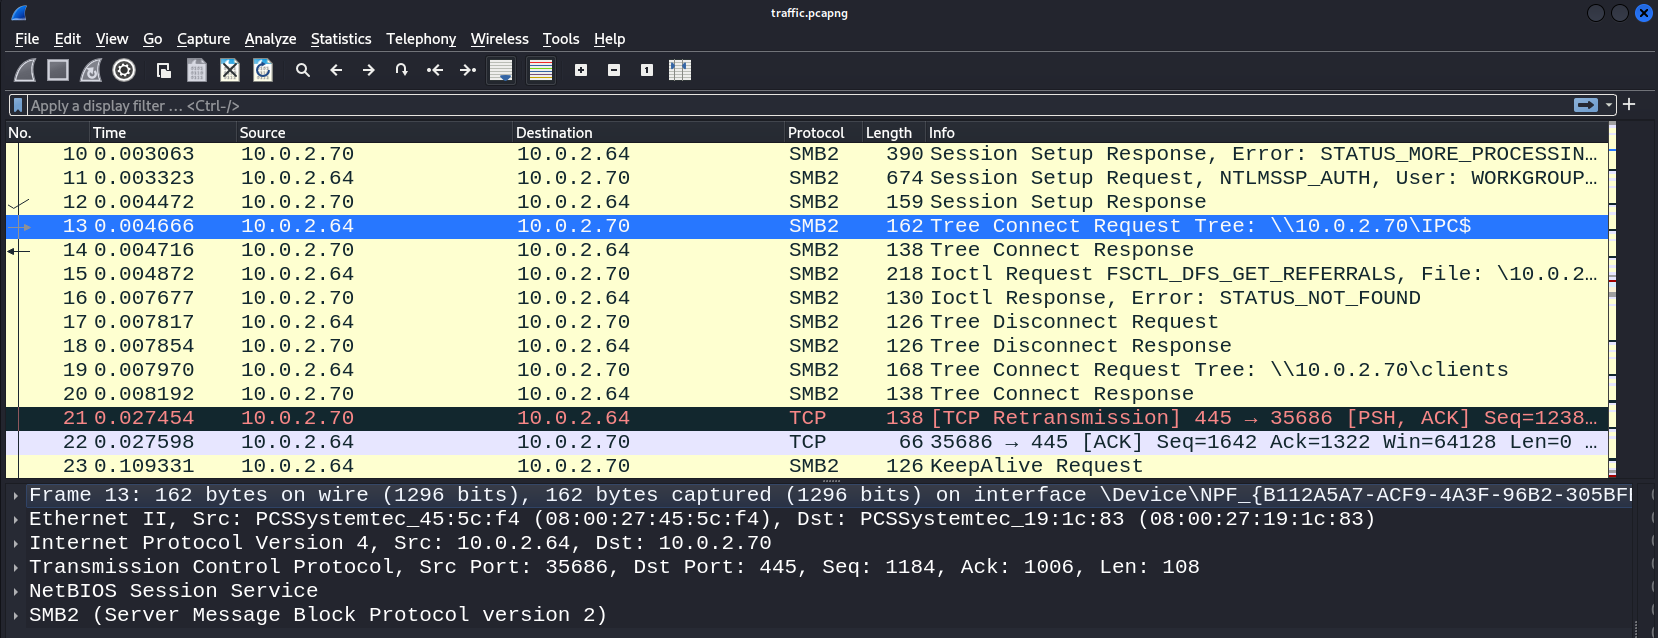 traffic.pcapng
File Edit View Go Capture Analyze Statistics Telephony Wireless Tools Help
Apply a display filter ... <Ctrl-/>
No. Time Source Destination Protocol Length Info
10 0.003063 10.0.2.70 10.0.2.64 SMB2 390 Session Setup Response, Error: STATUS_MORE_PROCESSIN…
11 0.003323 10.0.2.64 10.0.2.70 SMB2 674 Session Setup Request, NTLMSSP_AUTH, User: WORKGROUP…
12 0.004472 10.0.2.70 10.0.2.64 SMB2 159 Session Setup Response
13 0.004666 10.0.2.64 10.0.2.70 SMB2 162 Tree Connect Request Tree: \\10.0.2.70\IPC$
14 0.004716 10.0.2.70 10.0.2.64 SMB2 138 Tree Connect Response
15 0.004872 10.0.2.64 10.0.2.70 SMB2 218 Ioctl Request FSCTL_DFS_GET_REFERRALS, File: \10.0.2…
16 0.007677 10.0.2.70 10.0.2.64 SMB2 130 Ioctl Response, Error: STATUS_NOT_FOUND
17 0.007817 10.0.2.64 10.0.2.70 SMB2 126 Tree Disconnect Request
18 0.007854 10.0.2.70 10.0.2.64 SMB2 126 Tree Disconnect Response
19 0.007970 10.0.2.64 10.0.2.70 SMB2 168 Tree Connect Request Tree: \\10.0.2.70\clients
20 0.008192 10.0.2.70 10.0.2.64 SMB2 138 Tree Connect Response
21 0.027454 10.0.2.70 10.0.2.64 TCP 138 [TCP Retransmission] 445 → 35686 [PSH, ACK] Seq=1238…
22 0.027598 10.0.2.64 10.0.2.70 TCP 66 35686 → 445 [ACK] Seq=1642 Ack=1322 Win=64128 Len=0 …
23 0.109331 10.0.2.64 10.0.2.70 SMB2 126 KeepAlive Request
Frame 13: 162 bytes on wire (1296 bits), 162 bytes captured (1296 bits) on interface \Device\NPF_{B112A5A7-ACF9-4A3F-96B2-305BF
Ethernet II, Src: PCSSystemtec_45:5c:f4 (08:00:27:45:5c:f4), Dst: PCSSystemtec_19:1c:83 (08:00:27:19:1c:83)
Internet Protocol Version 4, Src: 10.0.2.64, Dst: 10.0.2.70
Transmission Control Protocol, Src Port: 35686, Dst Port: 445, Seq: 1184, Ack: 1006, Len: 108
NetBIOS Session Service
SMB2 (Server Message Block Protocol version 2)